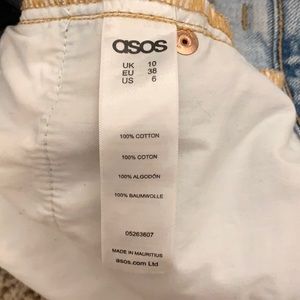 asos
UK 10
EU 38
US 6
100% COTTON
100% COTON
100% ALGODÓN
100% BAUMWOLLE
05263607
MADE IN MAURITIUS
asos.com Ltd